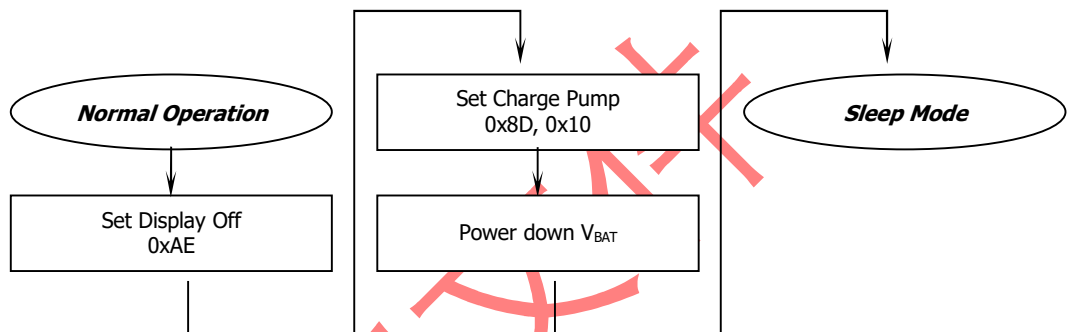 Normal Operation
Set Display Off
0xAE
Set Charge Pump
0x8D, 0x10
Power down VBAT
Sleep Mode